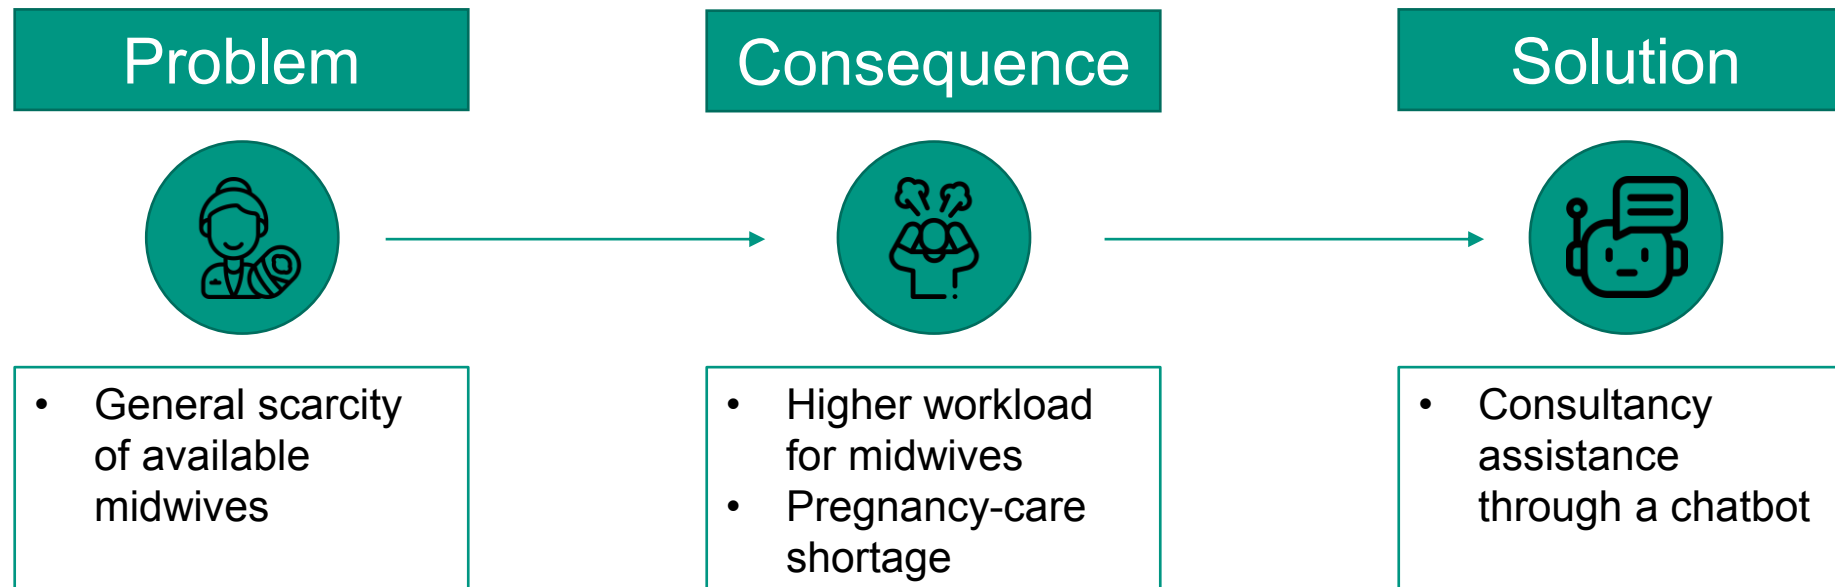 Problem
Consequence
Solution
• General scarcity
of available
midwives
• Higher workload
for midwives
• Pregnancy-care
shortage
• Consultancy
assistance
through a chatbot